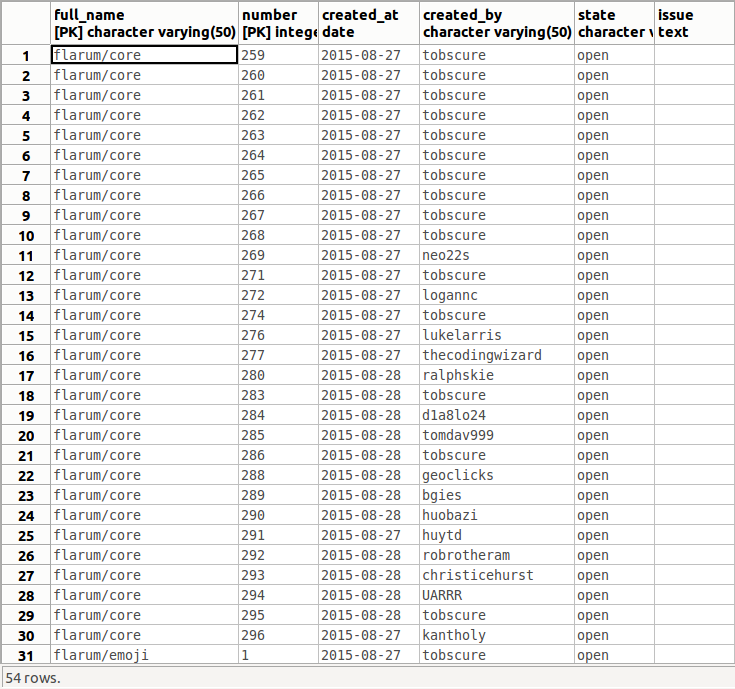 full_name number created_at created_by state issue
[PK] character varying(50) [PK] intege date character varying(50) character v text
1 flarum/core 259 2015-08-27 tobscure open
2 flarum/core 260 2015-08-27 tobscure open
3 flarum/core 261 2015-08-27 tobscure open
4 flarum/core 262 2015-08-27 tobscure open
5 flarum/core 263 2015-08-27 tobscure open
6 flarum/core 264 2015-08-27 tobscure open
7 flarum/core 265 2015-08-27 tobscure open
8 flarum/core 266 2015-08-27 tobscure open
9 flarum/core 267 2015-08-27 tobscure open
10 flarum/core 268 2015-08-27 tobscure open
11 flarum/core 269 2015-08-27 neo22s open
12 flarum/core 271 2015-08-27 tobscure open
13 flarum/core 272 2015-08-27 logannc open
14 flarum/core 274 2015-08-27 tobscure open
15 flarum/core 276 2015-08-27 lukelarris open
16 flarum/core 277 2015-08-27 thecodingwizard open
17 flarum/core 280 2015-08-28 ralphskie open
18 flarum/core 283 2015-08-28 tobscure open
19 flarum/core 284 2015-08-28 d1a8lo24 open
20 flarum/core 285 2015-08-28 tomdav999 open
21 flarum/core 286 2015-08-28 tobscure open
22 flarum/core 288 2015-08-28 geoclicks open
23 flarum/core 289 2015-08-28 bgies open
24 flarum/core 290 2015-08-28 huobazi open
25 flarum/core 291 2015-08-27 huytd open
26 flarum/core 292 2015-08-28 robrotheram open
27 flarum/core 293 2015-08-28 christicehurst open
28 flarum/core 294 2015-08-28 UARRR open
29 flarum/core 295 2015-08-28 tobscure open
30 flarum/core 296 2015-08-27 kantholy open
31 flarum/emoji 1 2015-08-27 tobscure open
54 rows.